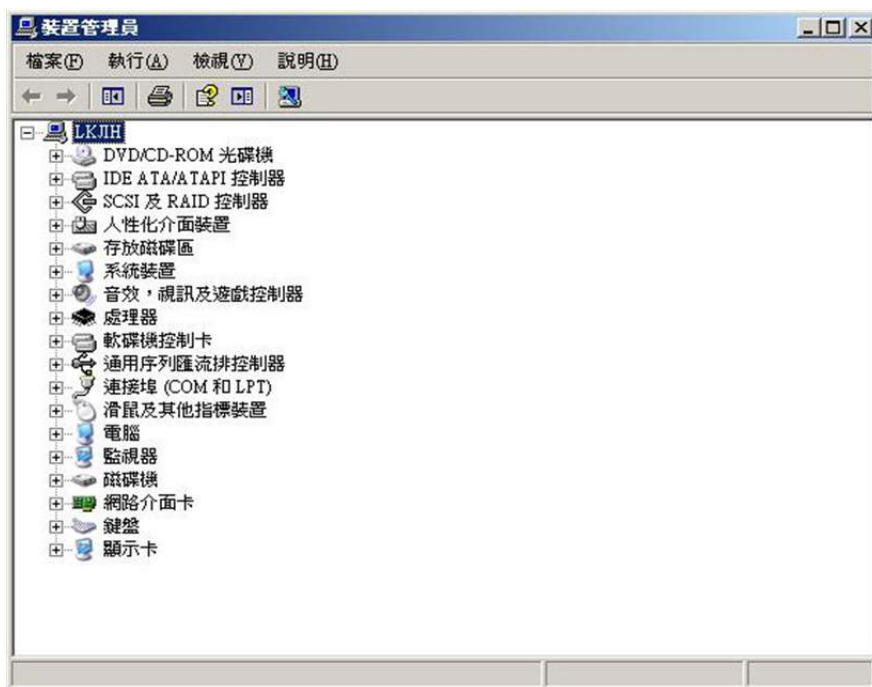 裝置管理員
檔案(F) 執行(A) 檢視(V) 說明(H)
LKJIH
DVD/CD-ROM 光碟機
IDE ATA/ATAPI 控制器
SCSI 及 RAID 控制器
人性化介面裝置
存放磁碟區
系統裝置
音效，視訊及遊戲控制器
處理器
軟碟機控制卡
通用序列匯流排控制器
連接埠 (COM 和 LPT)
滑鼠及其他指標裝置
電腦
監視器
磁碟機
網路介面卡
鍵盤
顯示卡